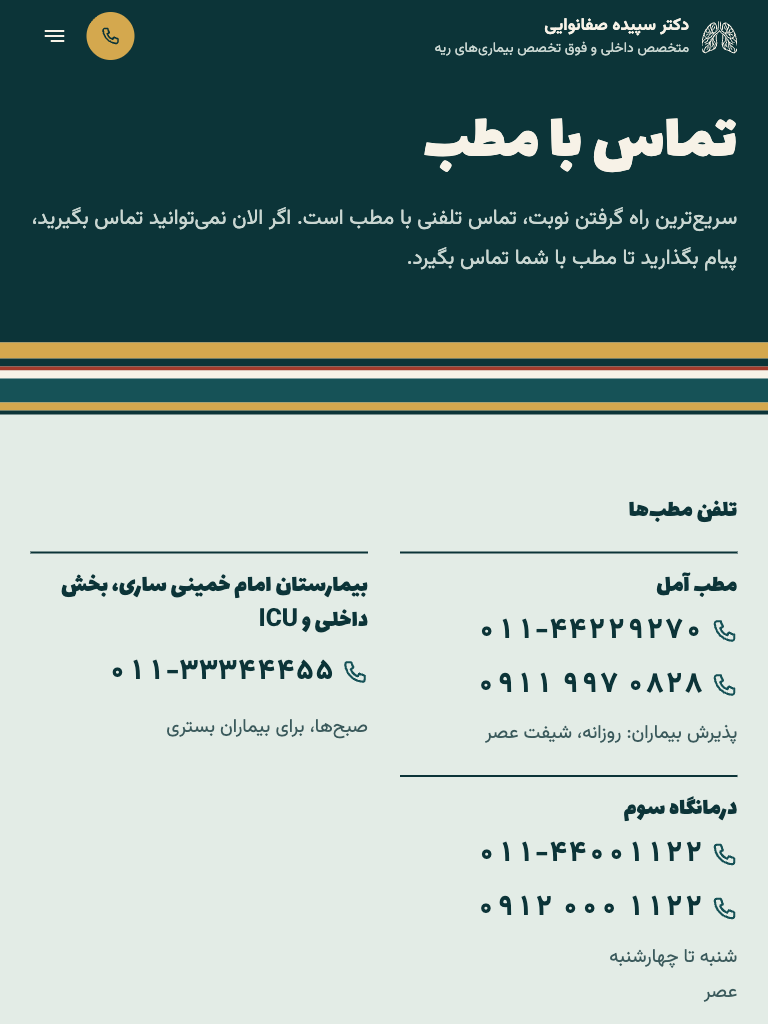 دکتر سپیده صفانوایی
متخصص داخلی و فوق تخصص بیماری‌های ریه
تماس با مطب
سریع‌ترین راه گرفتن نوبت، تماس تلفنی با مطب است. اگر الان نمی‌توانید تماس بگیرید،
پیام بگذارید تا مطب با شما تماس بگیرد.
تلفن مطب‌ها
مطب آمل
۰۱۱-۴۴۲۲۹۲۷۰
۰۹۱۱ ۹۹۷ ۰۸۲۸
پذیرش بیماران: روزانه، شیفت عصر
بیمارستان امام خمینی ساری، بخش
داخلی و ICU
۰۱۱-۳۳۳۴۴۴۵۵
صبح‌ها، برای بیماران بستری
درمانگاه سوم
۰۱۱-۴۴۰۰۱۱۲۲
۰۹۱۲ ۰۰۰ ۱۱۲۲
شنبه تا چهارشنبه
عصر